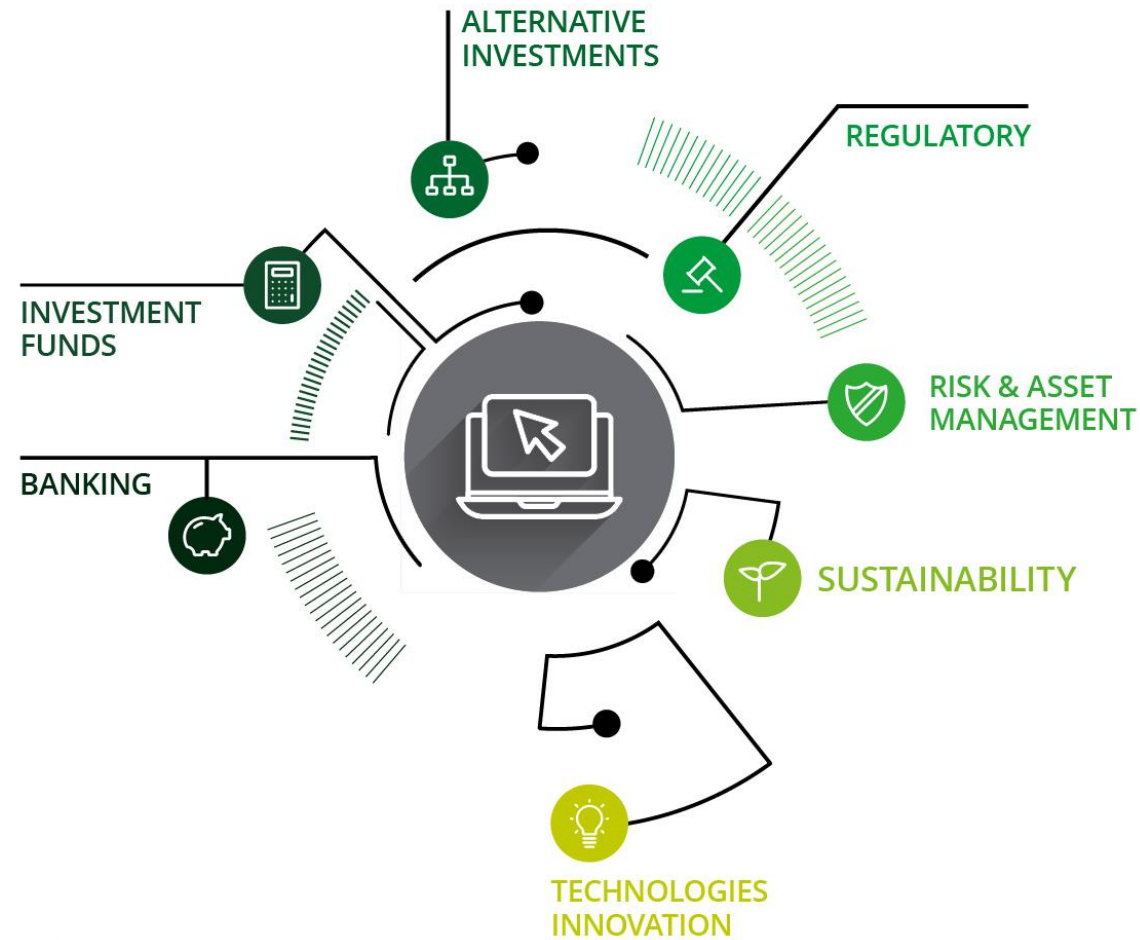 ALTERNATIVE
INVESTMENTS
REGULATORY
INVESTMENT
FUNDS
RISK & ASSET
MANAGEMENT
BANKING
SUSTAINABILITY
TECHNOLOGIES
INNOVATION